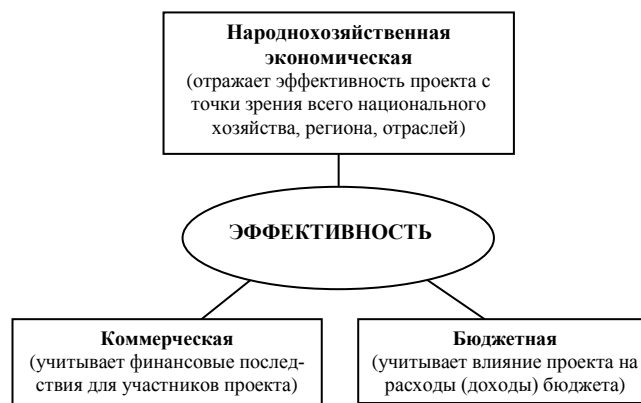 Народнохозяйственная
экономическая
(отражает эффективность проекта с
точки зрения всего национального
хозяйства, региона, отраслей)
ЭФФЕКТИВНОСТЬ
Коммерческая
(учитывает финансовые послед-
ствия для участников проекта)
Бюджетная
(учитывает влияние проекта на
расходы (доходы) бюджета)